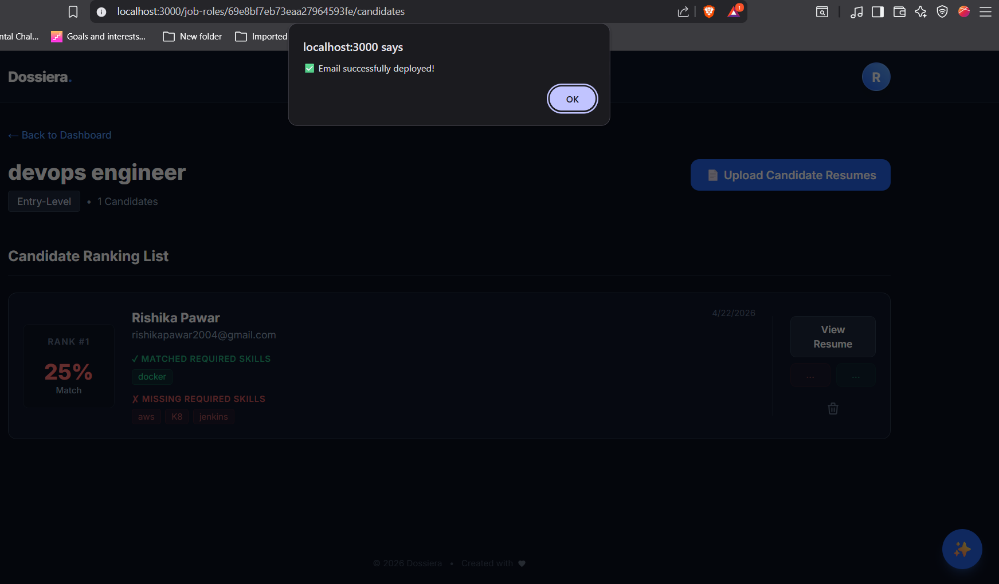 localhost:3000/job-roles/69e8bf7eb73eaa27964593fe/candidates
1
ntal Chal...
Goals and interests...
New folder
Imported
localhost:3000 says
✅ Email successfully deployed!
OK
Dossiera.
R
← Back to Dashboard
devops engineer
📄 Upload Candidate Resumes
Entry-Level • 1 Candidates
Candidate Ranking List
Rishika Pawar
4/22/2026
rishikapawar2004@gmail.com
RANK #1
25%
Match
✓ MATCHED REQUIRED SKILLS
docker
✗ MISSING REQUIRED SKILLS
aws K8 jenkins
View
Resume
... ...
© 2026 Dossiera • Created with ♥